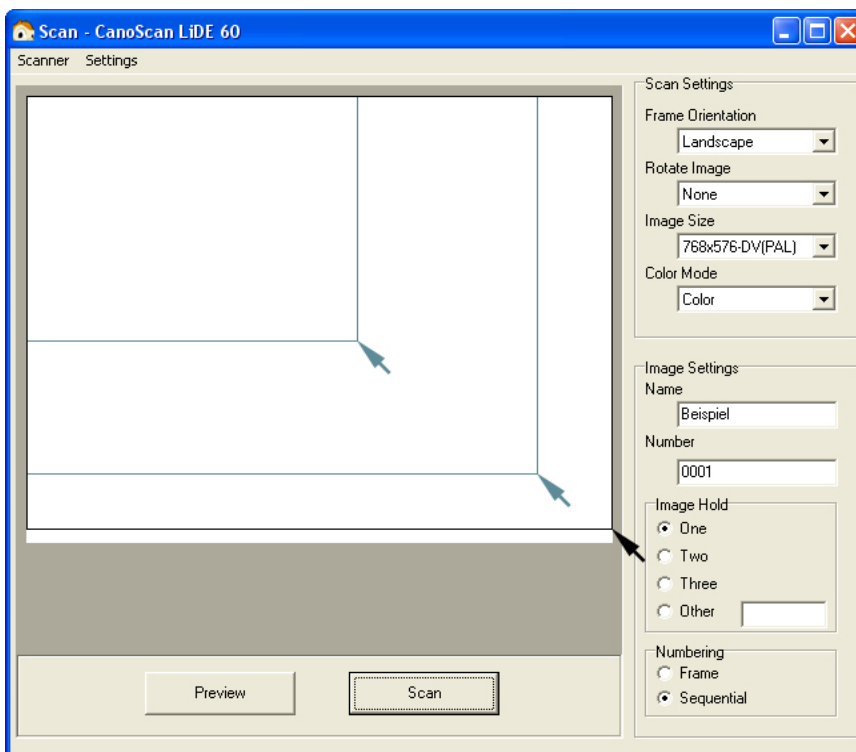 Scan - CanoScan LiDE 60
Scanner Settings
Scan Settings
Frame Orientation
Landscape
Rotate Image
None
Image Size
768x576-DV(PAL)
Color Mode
Color
Image Settings
Name
Beispiel
Number
0001
Image Hold
One
Two
Three
Other
Numbering
Frame
Sequential
Preview Scan